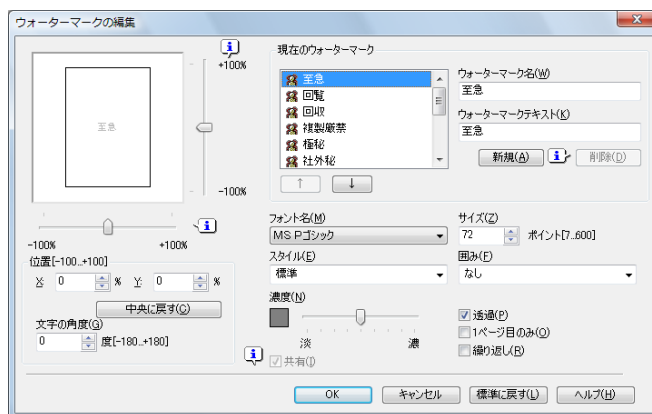 ウォーターマークの編集
至急
+100%
-100%
-100%
+100%
位置[-100..+100]
X: 0 % Y: 0 %
中央に戻す(C)
文字の角度(G)
0 度[-180..+180]
現在のウォーターマーク
至急
回覧
回収
複製厳禁
極秘
社外秘
↑ ↓
ウォーターマーク名(W)
至急
ウォーターマークテキスト(K)
至急
新規(A) 削除(D)
フォント名(M)
MS Pゴシック
サイズ(Z)
72 ポイント[7..600]
スタイル(E)
標準
囲み(F)
なし
濃度(N)
淡 濃
共有(I)
透過(P)
1ページ目のみ(O)
繰り返し(R)
OK キャンセル 標準に戻す(L) ヘルプ(H)